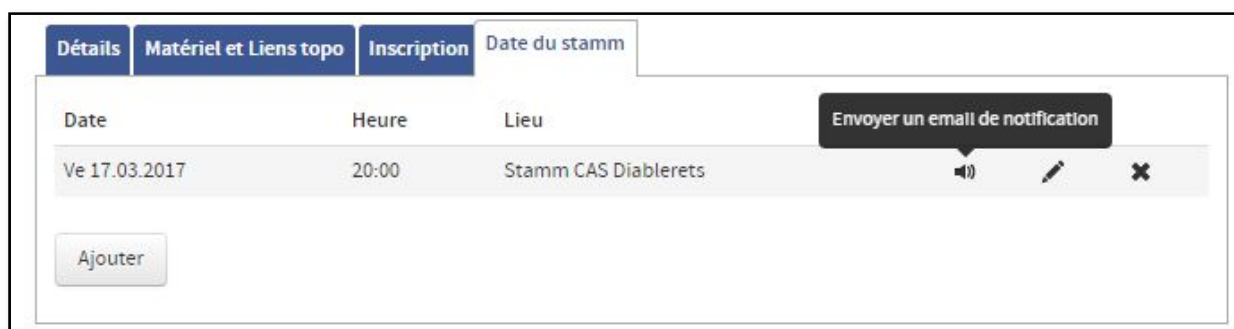 Détails Matériel et Liens topo Inscription Date du stamm
Date Heure Lieu Envoyer un email de notification
Ve 17.03.2017 20:00 Stamm CAS Diablerets
Ajouter